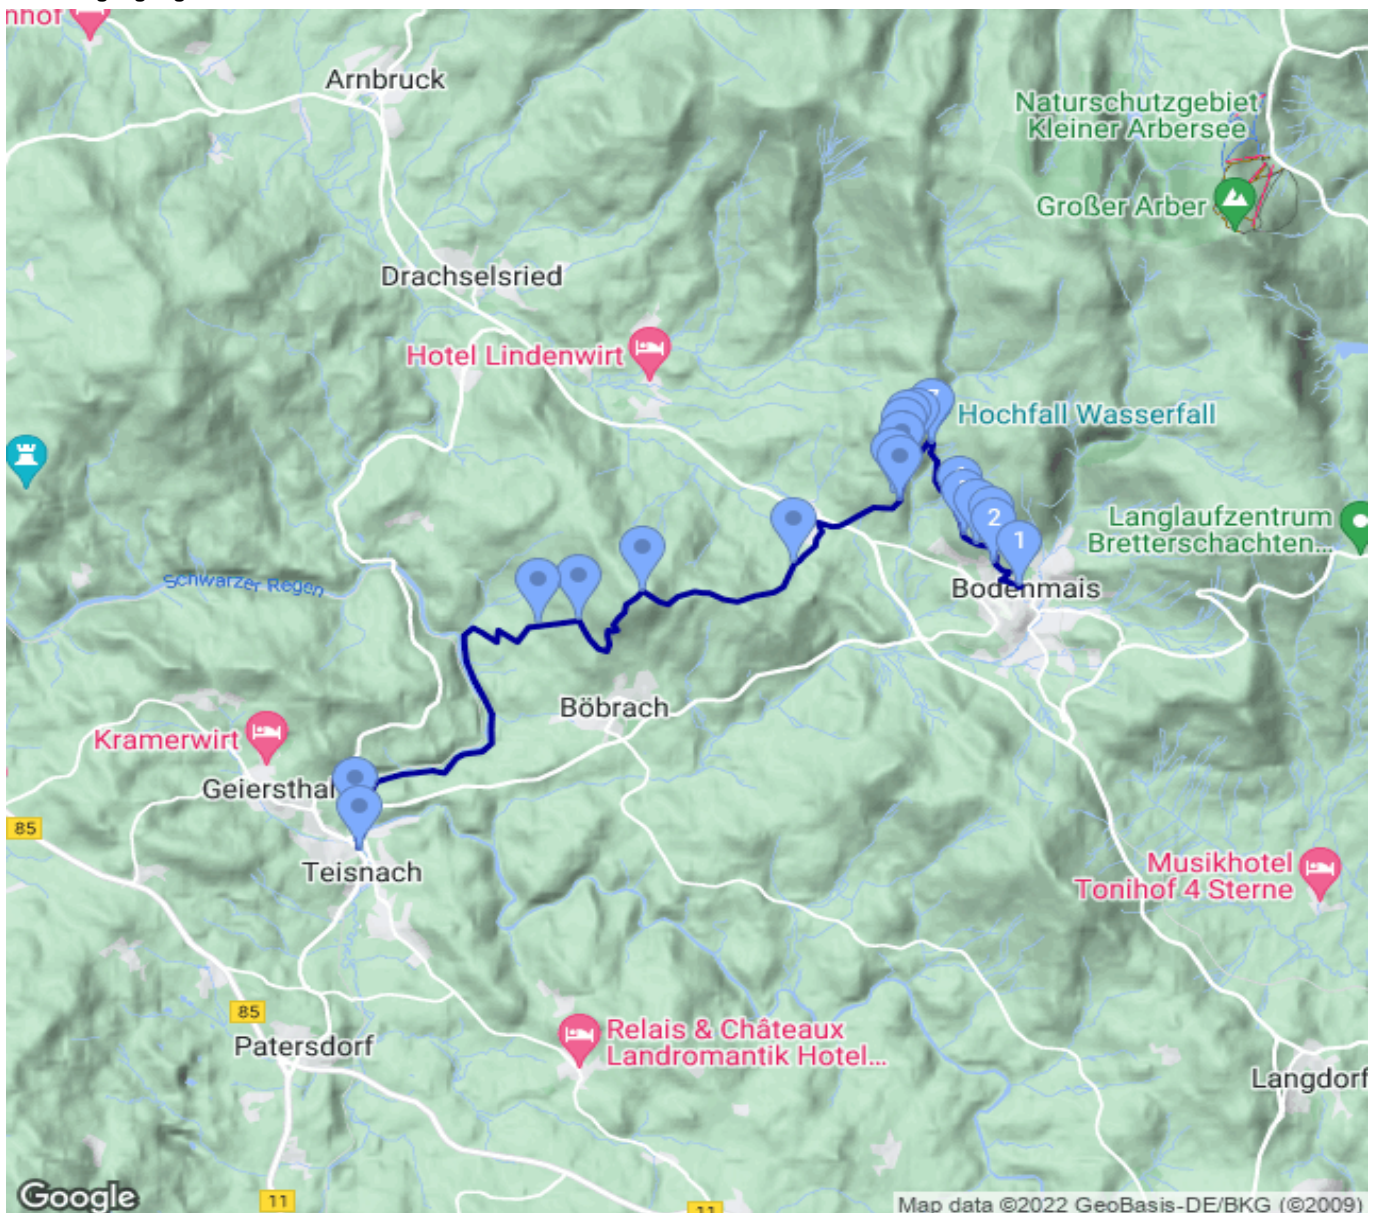 Arnbruck
Naturschutzgebiet
Kleiner Arbersee
Großer Arber
Drachselsried
Hotel Lindenwirt
7
Hochfall Wasserfall
2
1
Langlaufzentrum
Bretterschachten...
Schwarzer Regen
Bodenmais
Böbrach
Kramerwirt
Geiersthal
85
Teisnach
Musikhotel
Tonihof 4 Sterne
85
Patersdorf
Relais & Châteaux
Landromantik Hotel...
Langdorf
Google
11
11
Map data ©2022 GeoBasis-DE/BKG (©2009)